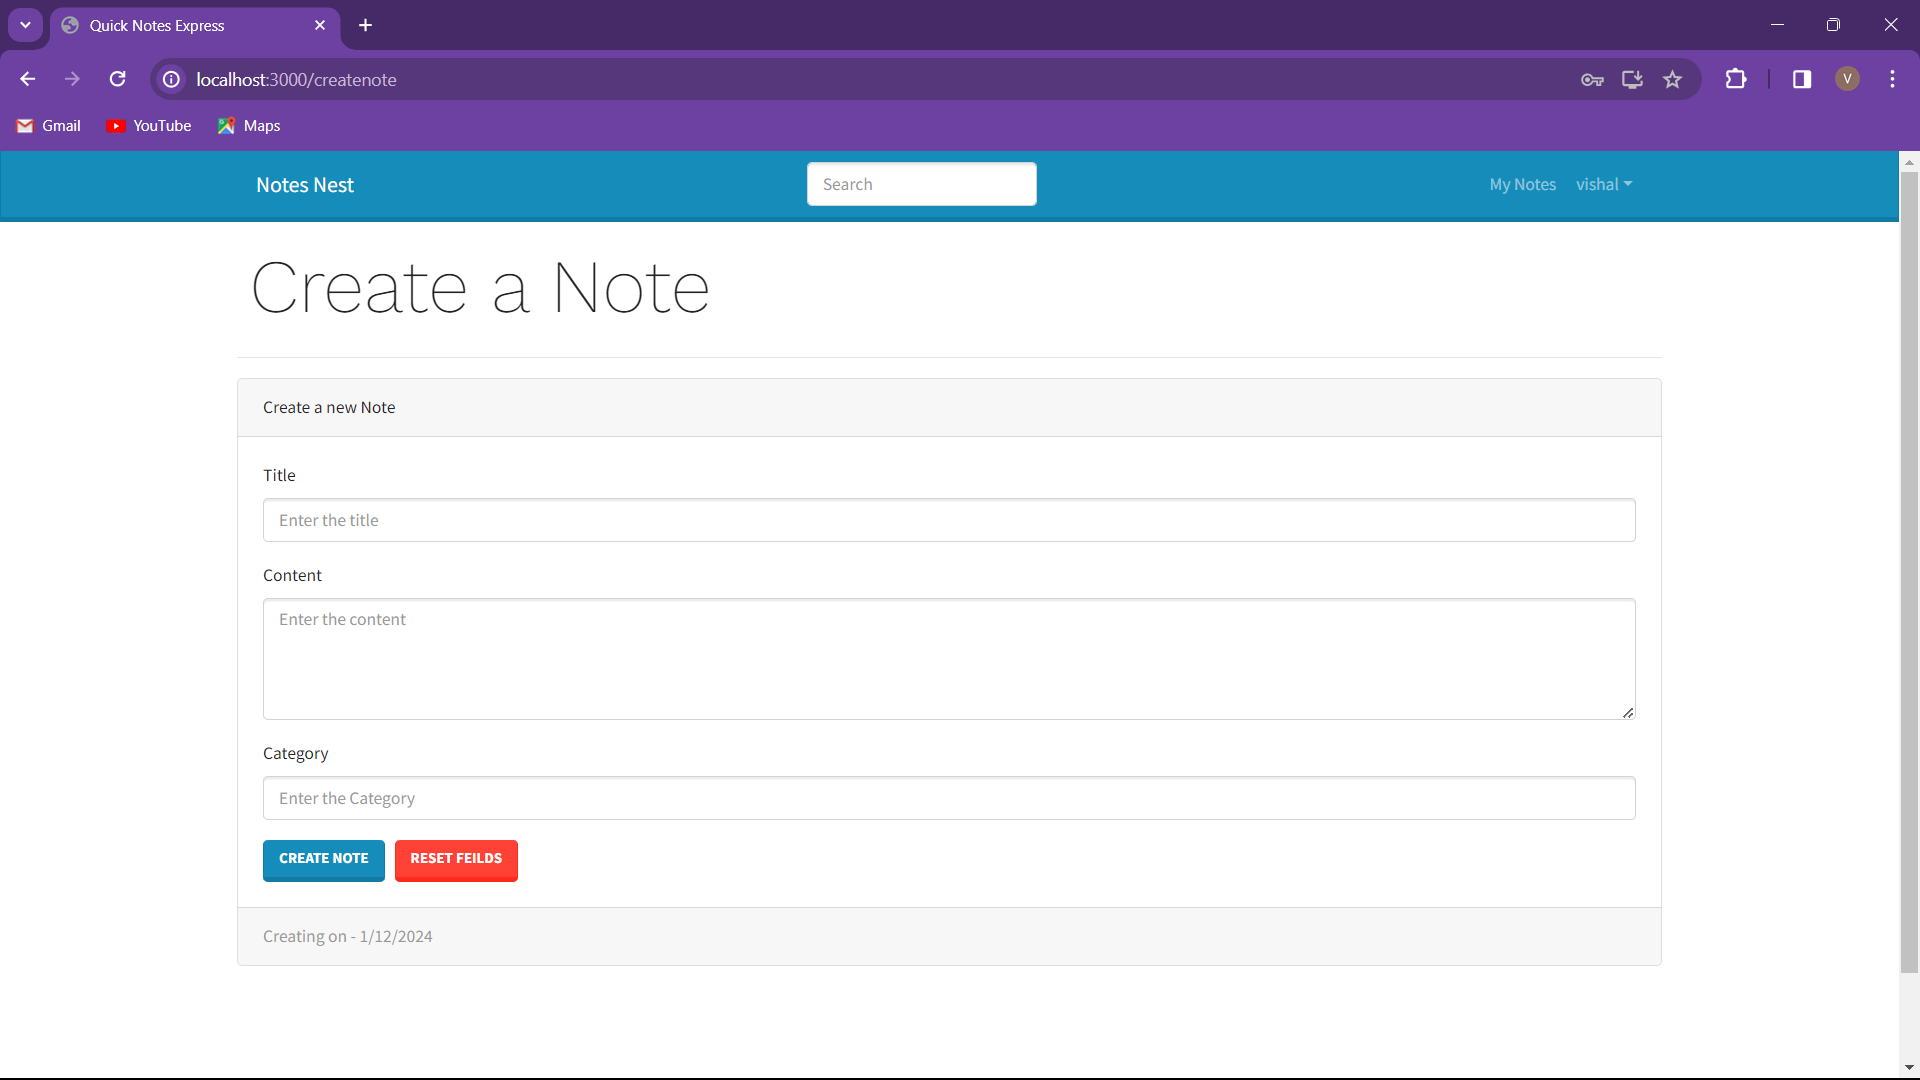 Quick Notes Express
localhost:3000/createnote
V
Gmail YouTube Maps
Notes Nest Search My Notes vishal
Create a Note
Create a new Note
Title
Enter the title
Content
Enter the content
Category
Enter the Category
CREATE NOTE RESET FEILDS
Creating on - 1/12/2024